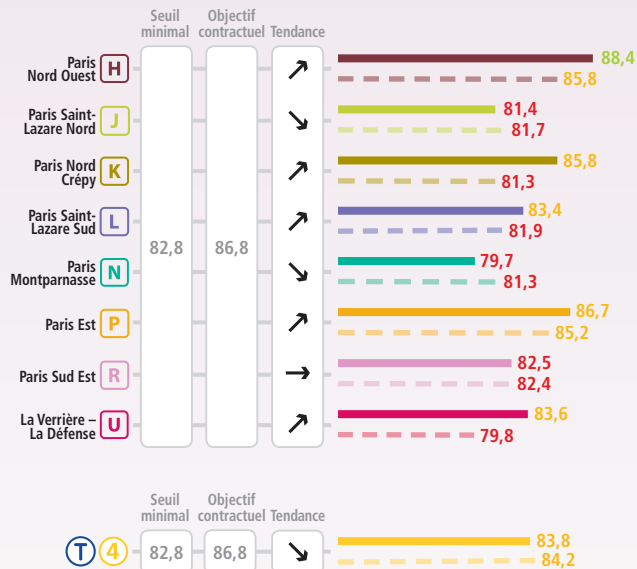 Seuil minimal
Objectif contractuel
Tendance
Paris
Nord Ouest
H
88,4
85,8
Paris Saint-
Lazare Nord
J
81,4
81,7
Paris Nord
Crépy
K
85,8
81,3
Paris Saint-
Lazare Sud
L
83,4
81,9
82,8
86,8
Paris
Montparnasse
N
79,7
81,3
Paris Est
P
86,7
85,2
Paris Sud Est
R
82,5
82,4
La Verrière –
La Défense
U
83,6
79,8
Seuil minimal
Objectif contractuel
Tendance
T 4
82,8
86,8
83,8
84,2